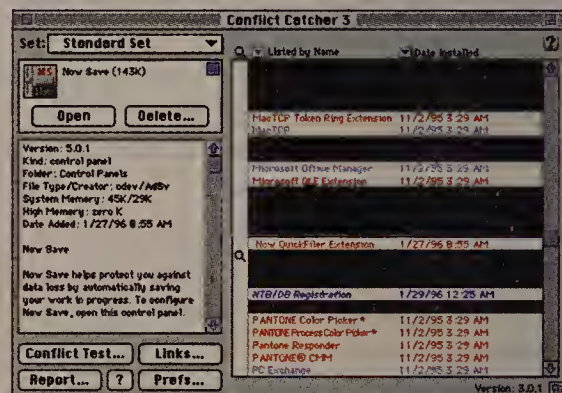 Conflict Catcher 3
Set: Standard Set
Now Save (143K)
Open Delete...
Version: 5.0.1
Kind: control panel
Folder: Control Panels
File Type/Creator: cdev/AdSv
System Memory: 45K/29K
High Memory: zero K
Date Added: 1/27/96 8:55 AM
Now Save
Now Save helps protect you against
data loss by automatically saving
your work in progress. To configure
Now Save, open this control panel.
Conflict Test... Links...
Report... ? Prefs...
Listed by Name Date Installed
?
MacTCP Token Ring Extension 11/2/95 3:29 AM
MacTCP 11/2/95 3:29 AM
Microsoft Office Manager 11/2/95 3:29 AM
Microsoft OLE Extension 11/2/95 3:29 AM
Now QuickFiler Extension 1/27/96 8:55 AM
NTB/DB Registration 1/29/96 12:25 AM
PANTONE Color Picker* 11/2/95 3:29 AM
PANTONE Process Color Picker* 11/2/95 3:29 AM
Pantone Responder 11/2/95 3:29 AM
PANTONE® CMM 11/2/95 3:29 AM
PC Exchange 11/2/95 3:29 AM
Version: 3.0.1